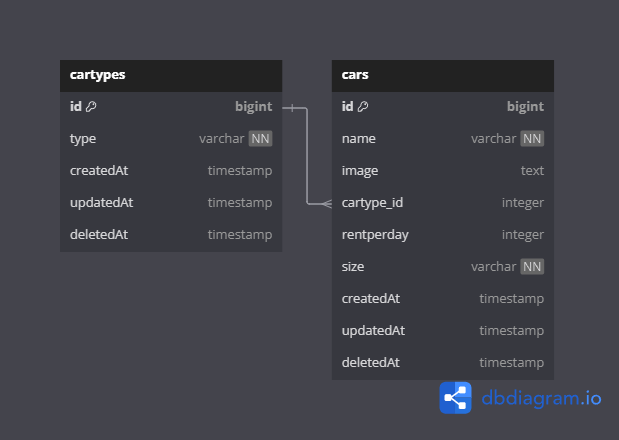 cartypes
id bigint
type varchar NN
createdAt timestamp
updatedAt timestamp
deletedAt timestamp
cars
id bigint
name varchar NN
image text
cartype_id integer
rentperday integer
size varchar NN
createdAt timestamp
updatedAt timestamp
deletedAt timestamp
dbdiagram.io